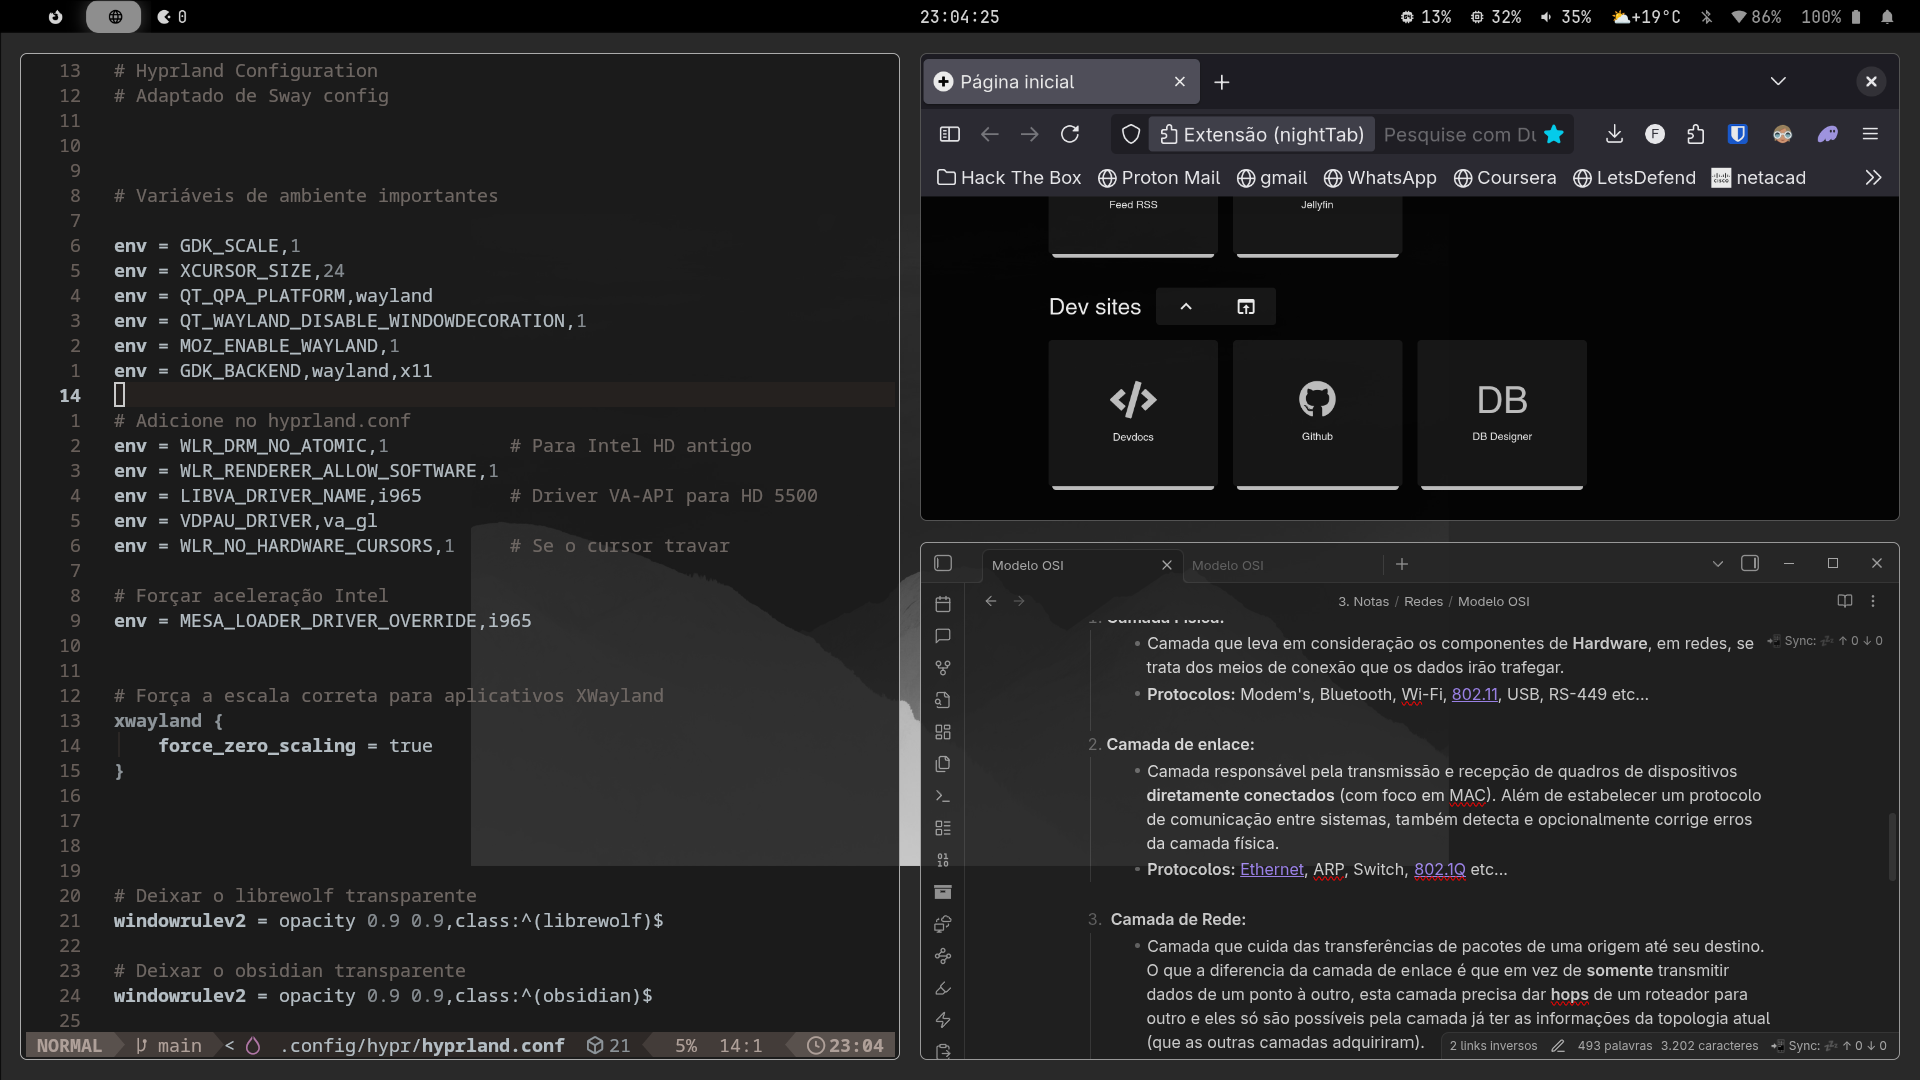 0
23:04:25
13% 32% 35% +19°C 86% 100%
13 # Hyprland Configuration
12 # Adaptado de Sway config
11
10
9
8 # Variáveis de ambiente importantes
7
6 env = GDK_SCALE,1
5 env = XCURSOR_SIZE,24
4 env = QT_QPA_PLATFORM,wayland
3 env = QT_WAYLAND_DISABLE_WINDOWDECORATION,1
2 env = MOZ_ENABLE_WAYLAND,1
1 env = GDK_BACKEND,wayland,x11
14
1 # Adicione no hyprland.conf
2 env = WLR_DRM_NO_ATOMIC,1 # Para Intel HD antigo
3 env = WLR_RENDERER_ALLOW_SOFTWARE,1
4 env = LIBVA_DRIVER_NAME,i965 # Driver VA-API para HD 5500
5 env = VDPAU_DRIVER,va_gl
6 env = WLR_NO_HARDWARE_CURSORS,1 # Se o cursor travar
7
8 # Forçar aceleração Intel
9 env = MESA_LOADER_DRIVER_OVERRIDE,i965
10
11
12 # Força a escala correta para aplicativos XWayland
13 xwayland {
14 force_zero_scaling = true
15 }
16
17
18
19
20 # Deixar o librewolf transparente
21 windowrulev2 = opacity 0.9 0.9,class:^(librewolf)$
22
23 # Deixar o obsidian transparente
24 windowrulev2 = opacity 0.9 0.9,class:^(obsidian)$
25
NORMAL main < .config/hypr/hyprland.conf 21 5% 14:1 23:04
Página inicial
Extensão (nightTab) Pesquise com Du
Hack The Box Proton Mail gmail WhatsApp Coursera LetsDefend netacad
Feed RSS Jellyfin
Dev sites
DB
Devdocs Github DB Designer
Modelo OSI Modelo OSI
3. Notas / Redes / Modelo OSI
Sync: ↑ 0 ↓ 0
1. Camada Física:
Camada que leva em consideração os componentes de Hardware, em redes, se
trata dos meios de conexão que os dados irão trafegar.
Protocolos: Modem's, Bluetooth, Wi-Fi, 802.11, USB, RS-449 etc...
2. Camada de enlace:
Camada responsável pela transmissão e recepção de quadros de dispositivos
diretamente conectados (com foco em MAC). Além de estabelecer um protocolo
de comunicação entre sistemas, também detecta e opcionalmente corrige erros
da camada física.
Protocolos: Ethernet, ARP, Switch, 802.1Q etc...
3. Camada de Rede:
Camada que cuida das transferências de pacotes de uma origem até seu destino.
O que a diferencia da camada de enlace é que em vez de somente transmitir
dados de um ponto à outro, esta camada precisa dar hops de um roteador para
outro e eles só são possíveis pela camada já ter as informações da topologia atual
(que as outras camadas adquiriram).
2 links inversos 493 palavras 3.202 caracteres Sync: ↑ 0 ↓ 0